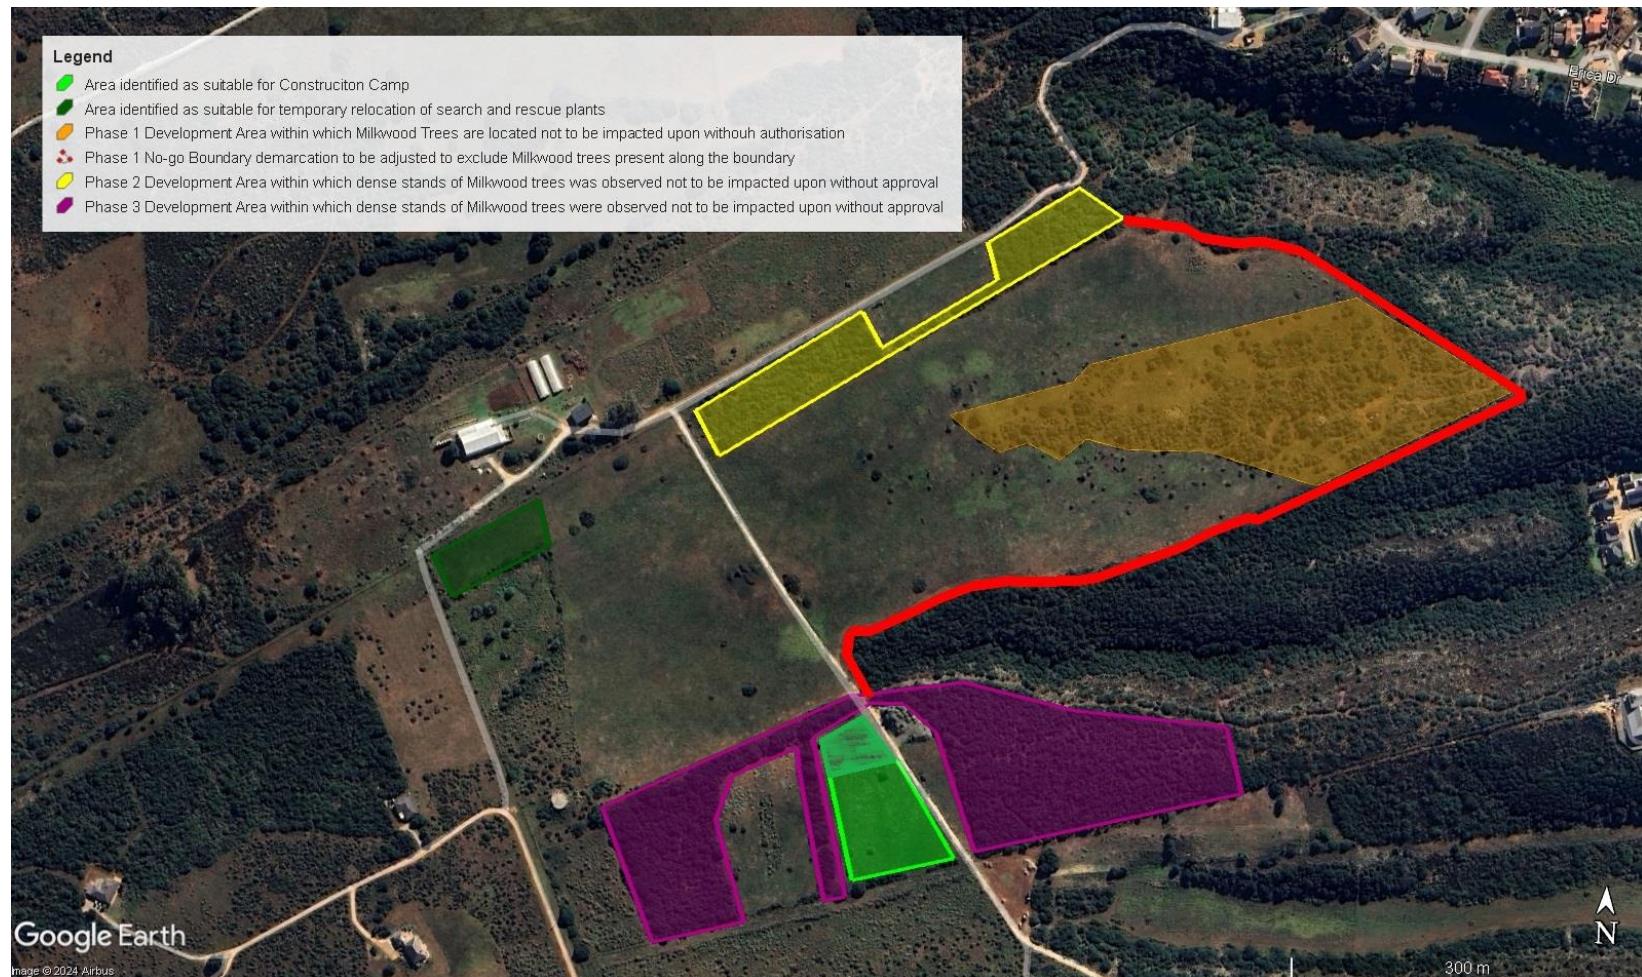 Legend
Area identified as suitable for Construciton Camp
Area identified as suitable for temporary relocation of search and rescue plants
Phase 1 Development Area within which Milkwood Trees are located not to be impacted upon withouh authorisation
Phase 1 No-go Boundary demarcation to be adjusted to exclude Milkwood trees present along the boundary
Phase 2 Development Area within which dense stands of Milkwood trees was observed not to be impacted upon without approval
Phase 3 Development Area within which dense stands of Milkwood trees were observed not to be impacted upon without approval
Erica Dr
Google Earth
N
Image © 2024 Airbus
300 m